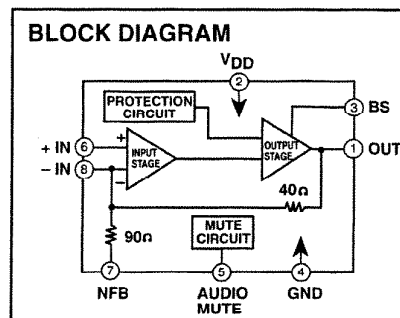 BLOCK DIAGRAM
VDD
2
PROTECTION
CIRCUIT
3 BS
+ IN 6
+
INPUT
STAGE
OUTPUT
STAGE
1 OUT
− IN 8
−
40Ω
90Ω
MUTE
CIRCUIT
7
5
4
NFB
AUDIO
MUTE
GND